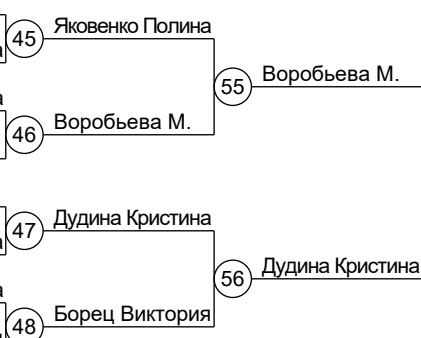 45 Яковенко Полина
55 Воробьева М.
46 Воробьева М.
47 Дудина Кристина
56 Дудина Кристина
48 Борец Виктория